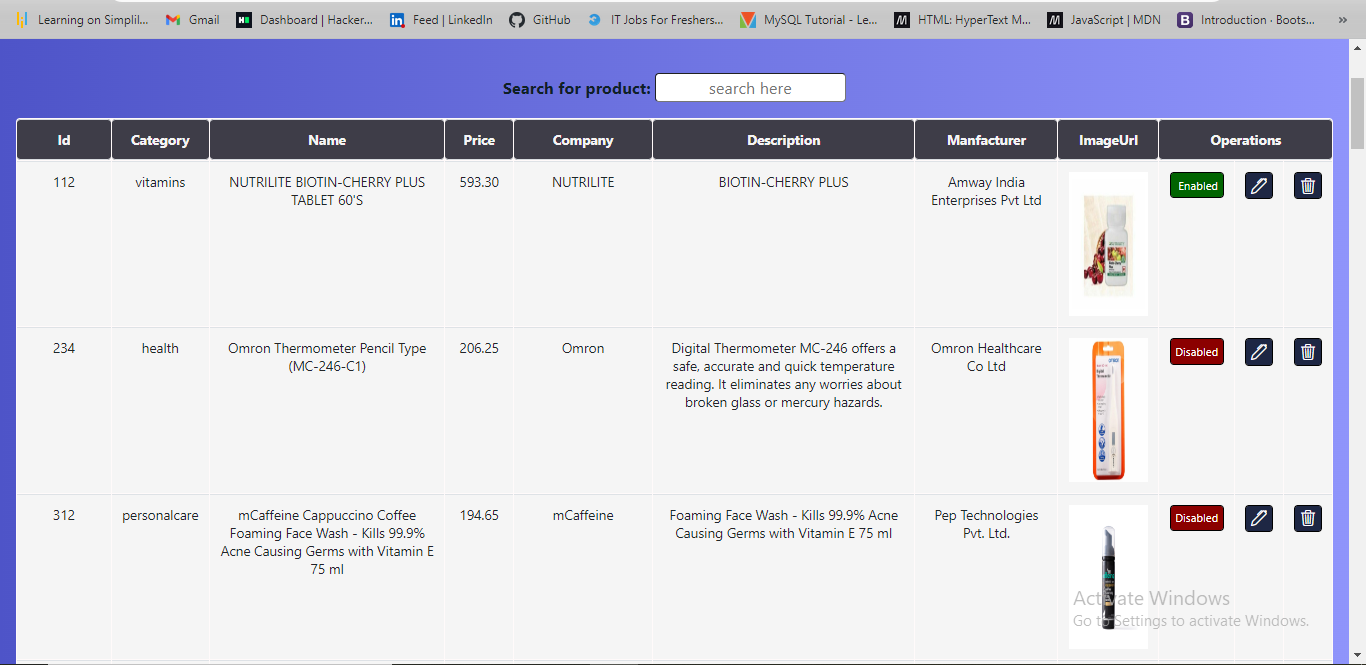 Learning on Simplil... Gmail Dashboard | Hacker... Feed | LinkedIn GitHub IT Jobs For Freshers... MySQL Tutorial - Le... HTML: HyperText M... JavaScript | MDN Introduction · Boots... »
Search for product: search here
Id Category Name Price Company Description Manfacturer ImageUrl Operations
112 vitamins NUTRILITE BIOTIN-CHERRY PLUS 593.30 NUTRILITE BIOTIN-CHERRY PLUS Amway India Enabled
TABLET 60'S Enterprises Pvt Ltd
234 health Omron Thermometer Pencil Type 206.25 Omron Digital Thermometer MC-246 offers a Omron Healthcare Disabled
(MC-246-C1) safe, accurate and quick temperature Co Ltd
reading. It eliminates any worries about
broken glass or mercury hazards.
312 personalcare mCaffeine Cappuccino Coffee 194.65 mCaffeine Foaming Face Wash - Kills 99.9% Acne Pep Technologies Disabled
Foaming Face Wash - Kills 99.9% Causing Germs with Vitamin E 75 ml Pvt. Ltd.
Acne Causing Germs with Vitamin E
75 ml
Activate Windows
Go to Settings to activate Windows.